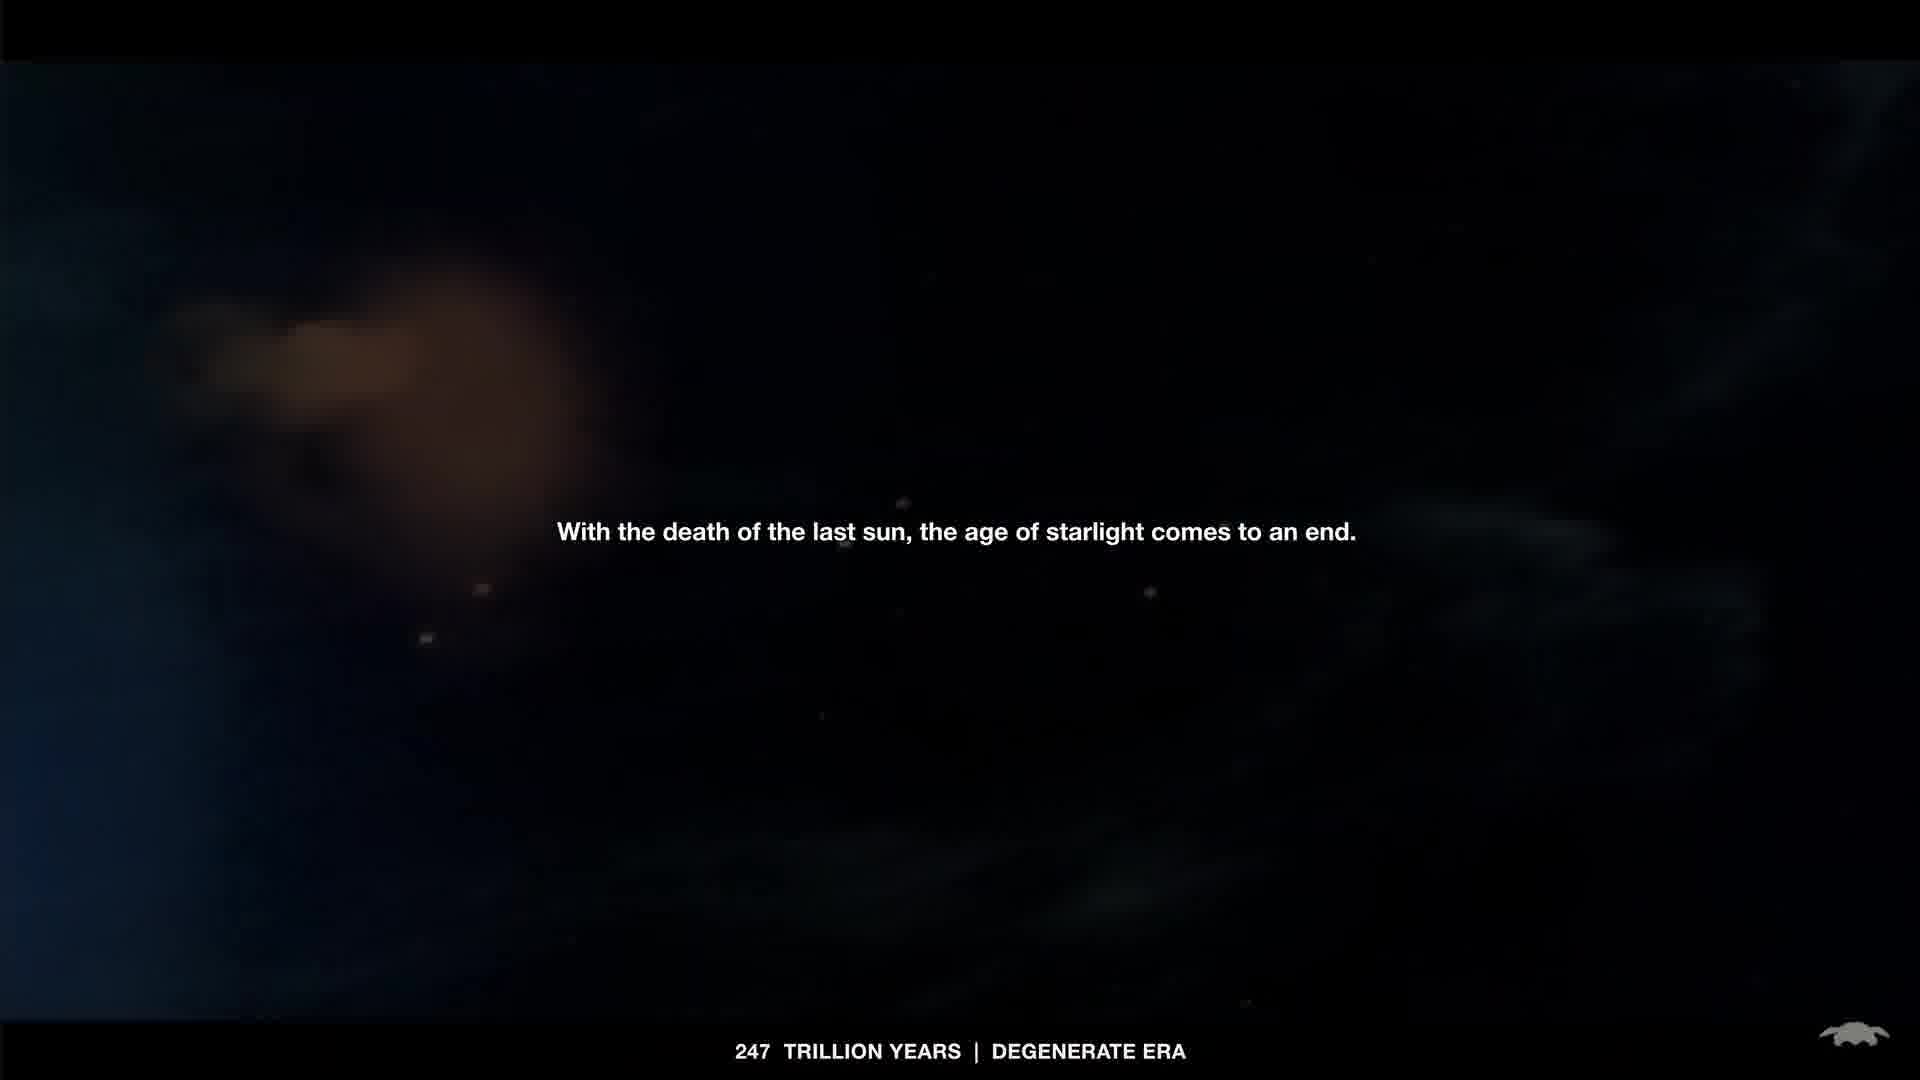 With the death of the last sun, the age of starlight comes to an end.
247 TRILLION YEARS | DEGENERATE ERA